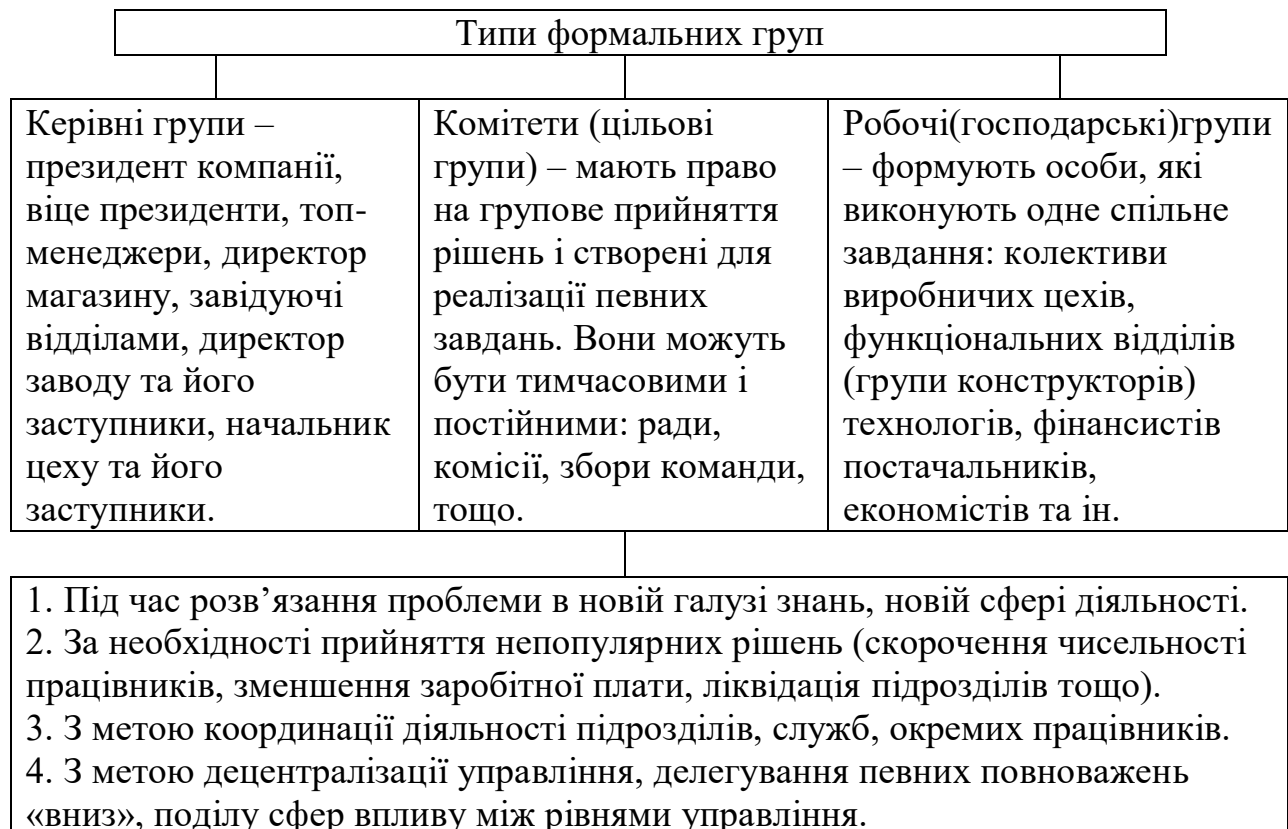 Типи формальних груп
Керівні групи –
президент компанії,
віце президенти, топ-
менеджери, директор
магазину, завідуючі
відділами, директор
заводу та його
заступники, начальник
цеху та його
заступники.
Комітети (цільові
групи) – мають право
на групове прийняття
рішень і створені для
реалізації певних
завдань. Вони можуть
бути тимчасовими і
постійними: ради,
комісії, збори команди,
тощо.
Робочі(господарські)групи
– формують особи, які
виконують одне спільне
завдання: колективи
виробничих цехів,
функціональних відділів
(групи конструкторів)
технологів, фінансистів
постачальників,
економістів та ін.
1. Під час розв’язання проблеми в новій галузі знань, новій сфері діяльності.
2. За необхідності прийняття непопулярних рішень (скорочення чисельності
працівників, зменшення заробітної плати, ліквідація підрозділів тощо).
3. З метою координації діяльності підрозділів, служб, окремих працівників.
4. З метою децентралізації управління, делегування певних повноважень
«вниз», поділу сфер впливу між рівнями управління.